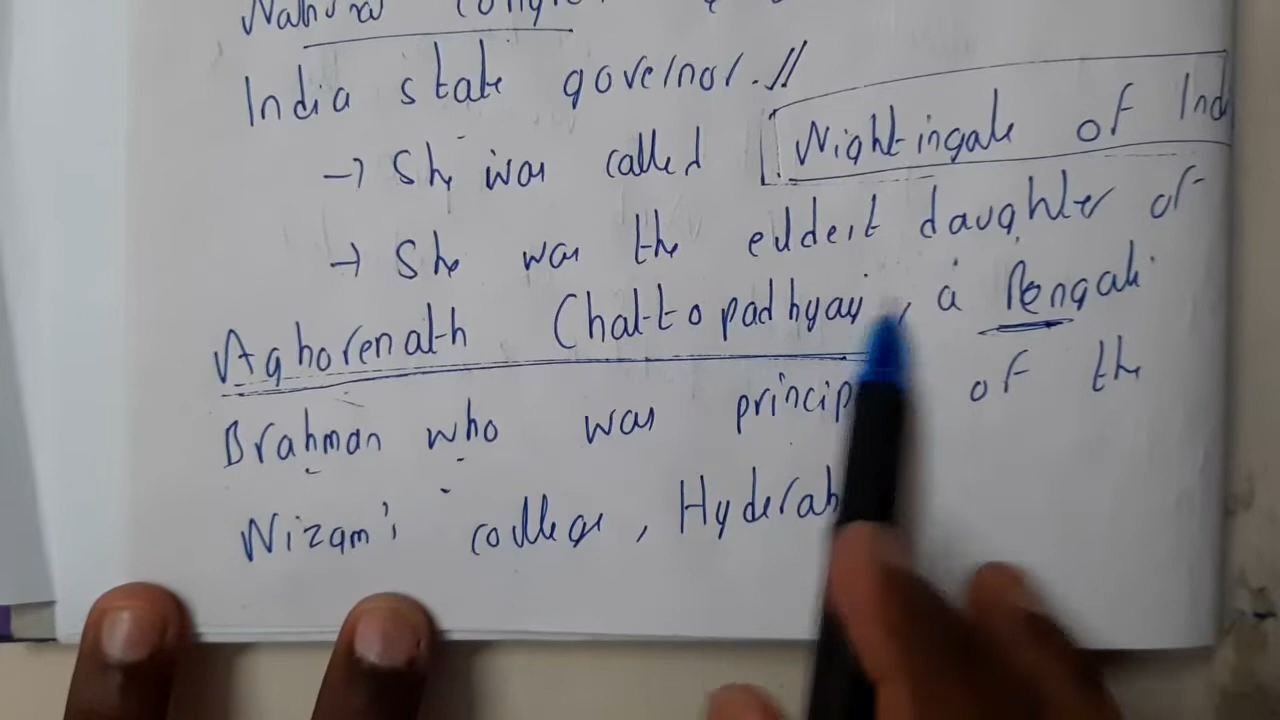 India state governor.//
→ She was called Nightingale of Ind
→ She was the eldest daughter of
Aghorenath Chattopadhyay, a Bengali
Brahman who was princip of the
Nizam's college, Hyderab